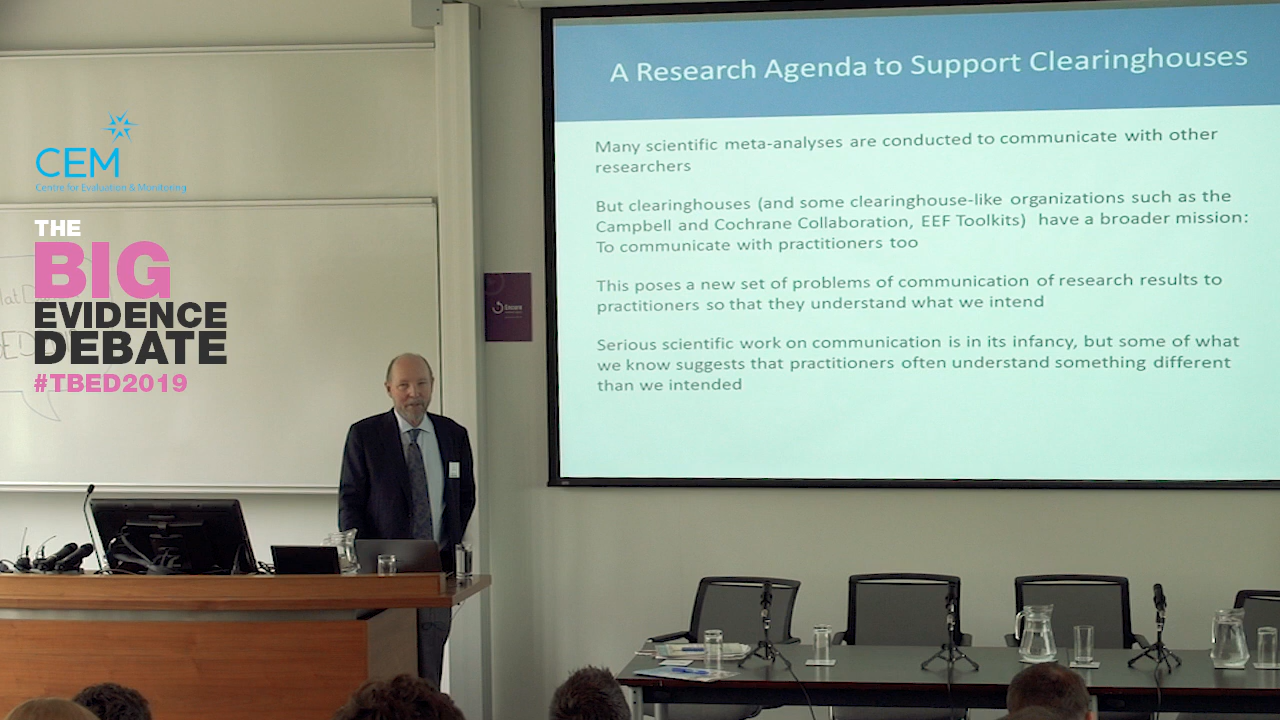 CEM
Centre for Evaluation & Monitoring
THE
BIG
EVIDENCE
DEBATE
#TBED2019
A Research Agenda to Support Clearinghouses
Many scientific meta-analyses are conducted to communicate with other
researchers
But clearinghouses (and some clearinghouse-like organizations such as the
Campbell and Cochrane Collaboration, EEF Toolkits) have a broader mission:
To communicate with practitioners too
This poses a new set of problems of communication of research results to
practitioners so that they understand what we intend
Serious scientific work on communication is in its infancy, but some of what
we know suggests that practitioners often understand something different
than we intended